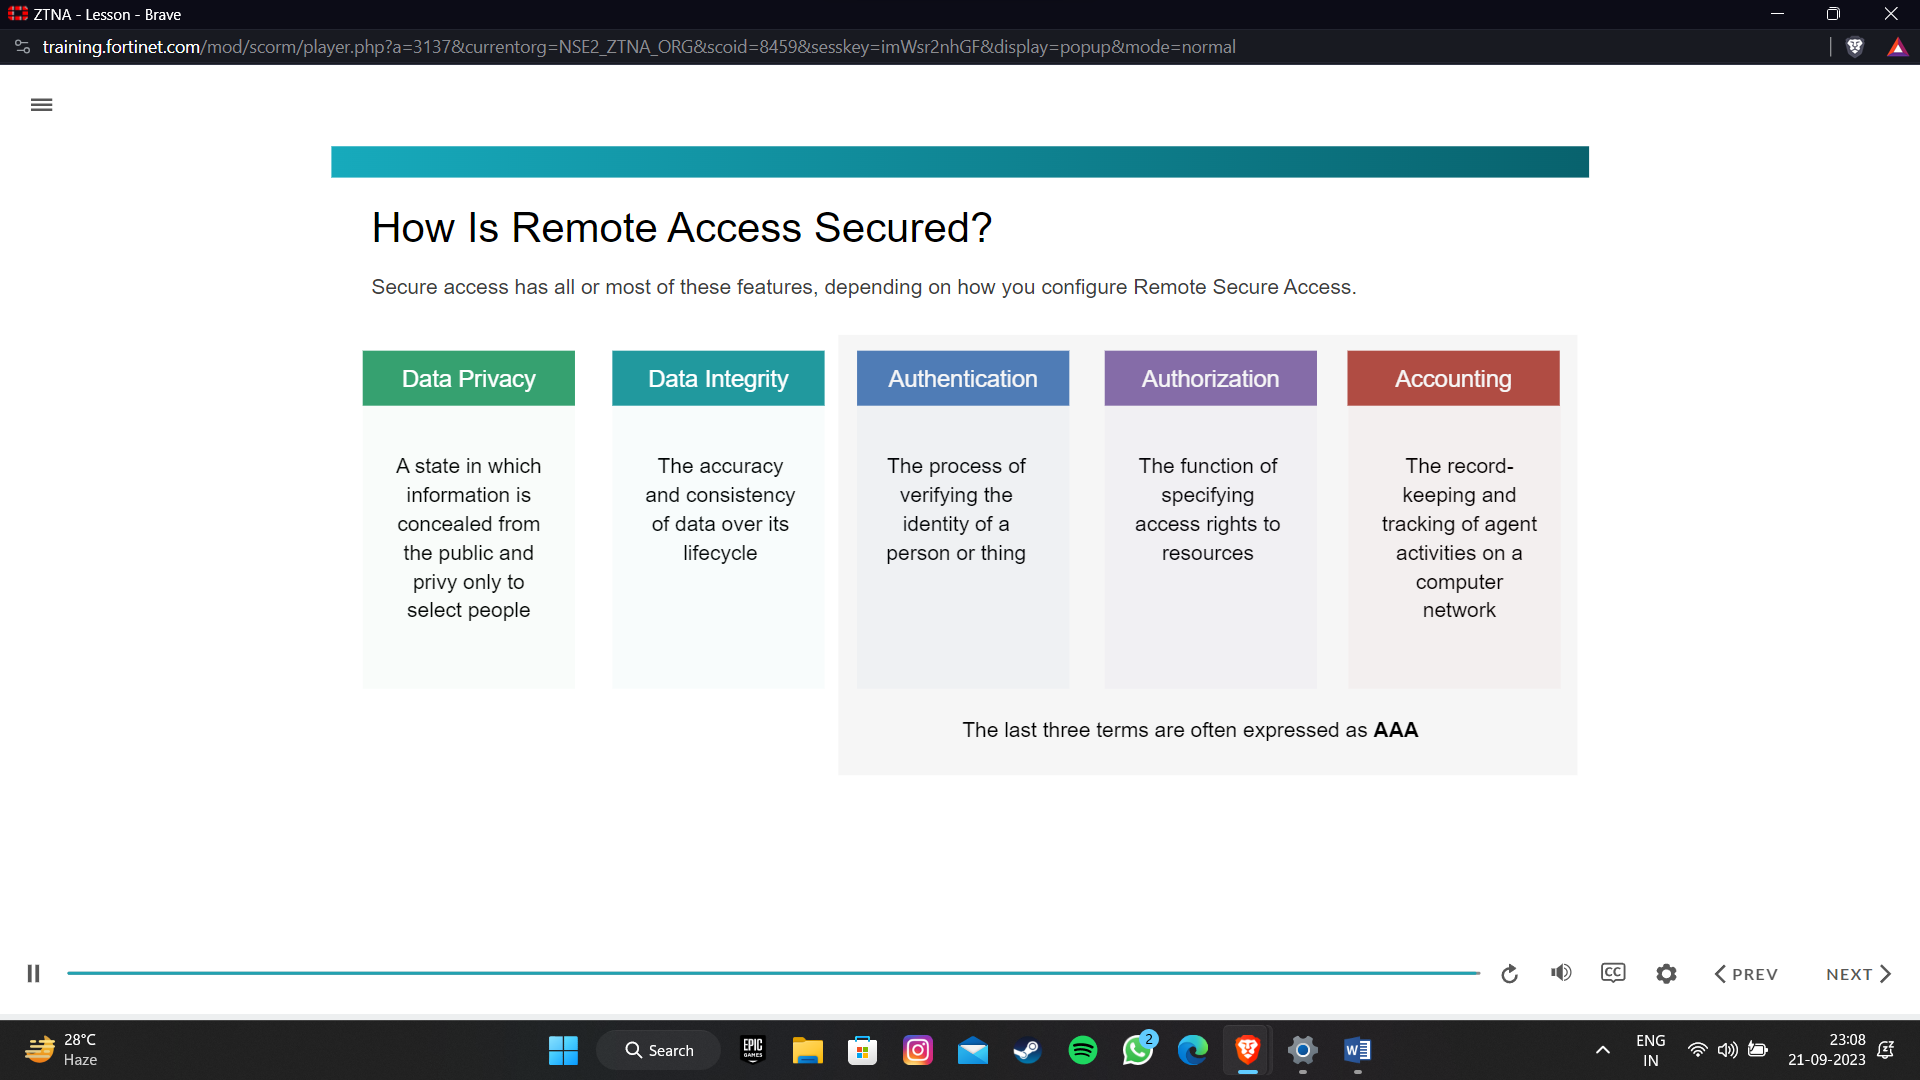 ZTNA - Lesson - Brave
training.fortinet.com/mod/scorm/player.php?a=3137&currentorg=NSE2_ZTNA_ORG&scoid=8459&sesskey=imWsr2nhGF&display=popup&mode=normal
How Is Remote Access Secured?
Secure access has all or most of these features, depending on how you configure Remote Secure Access.
Data Privacy
A state in which
information is
concealed from
the public and
privy only to
select people
Data Integrity
The accuracy
and consistency
of data over its
lifecycle
Authentication
The process of
verifying the
identity of a
person or thing
Authorization
The function of
specifying
access rights to
resources
Accounting
The record-
keeping and
tracking of agent
activities on a
computer
network
The last three terms are often expressed as AAA
CC
PREV
NEXT
28°C
Haze
Search
EPIC
GAMES
2
W
ENG
IN
23:08
21-09-2023